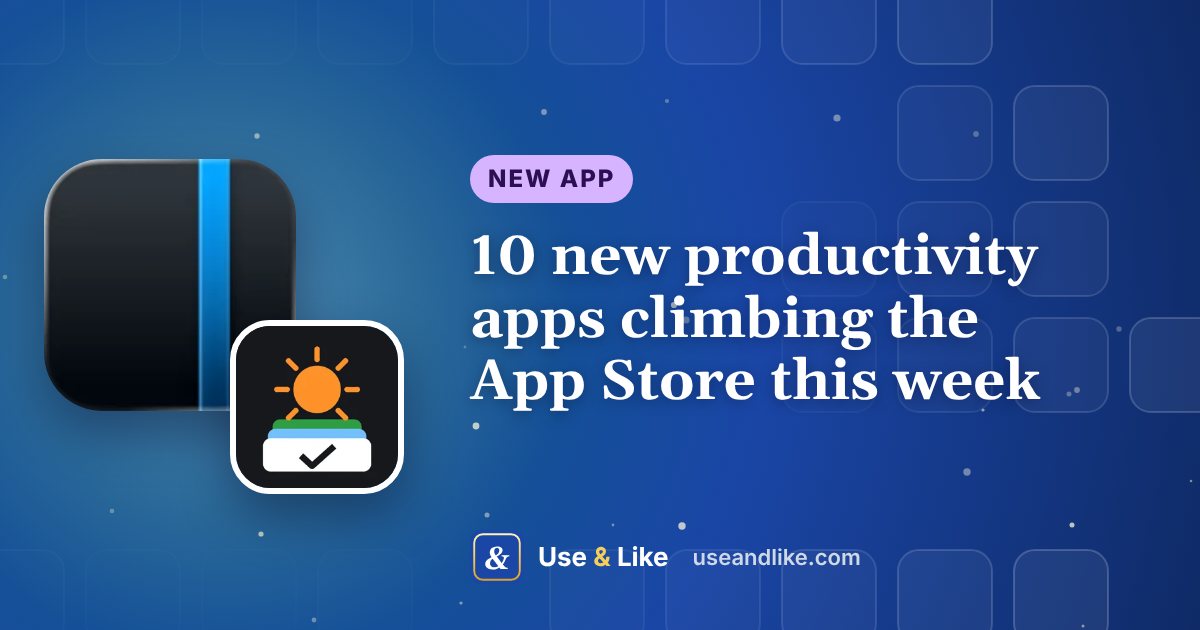 NEW APP
10 new productivity
apps climbing the
App Store this week
& Use & Like useandlike.com